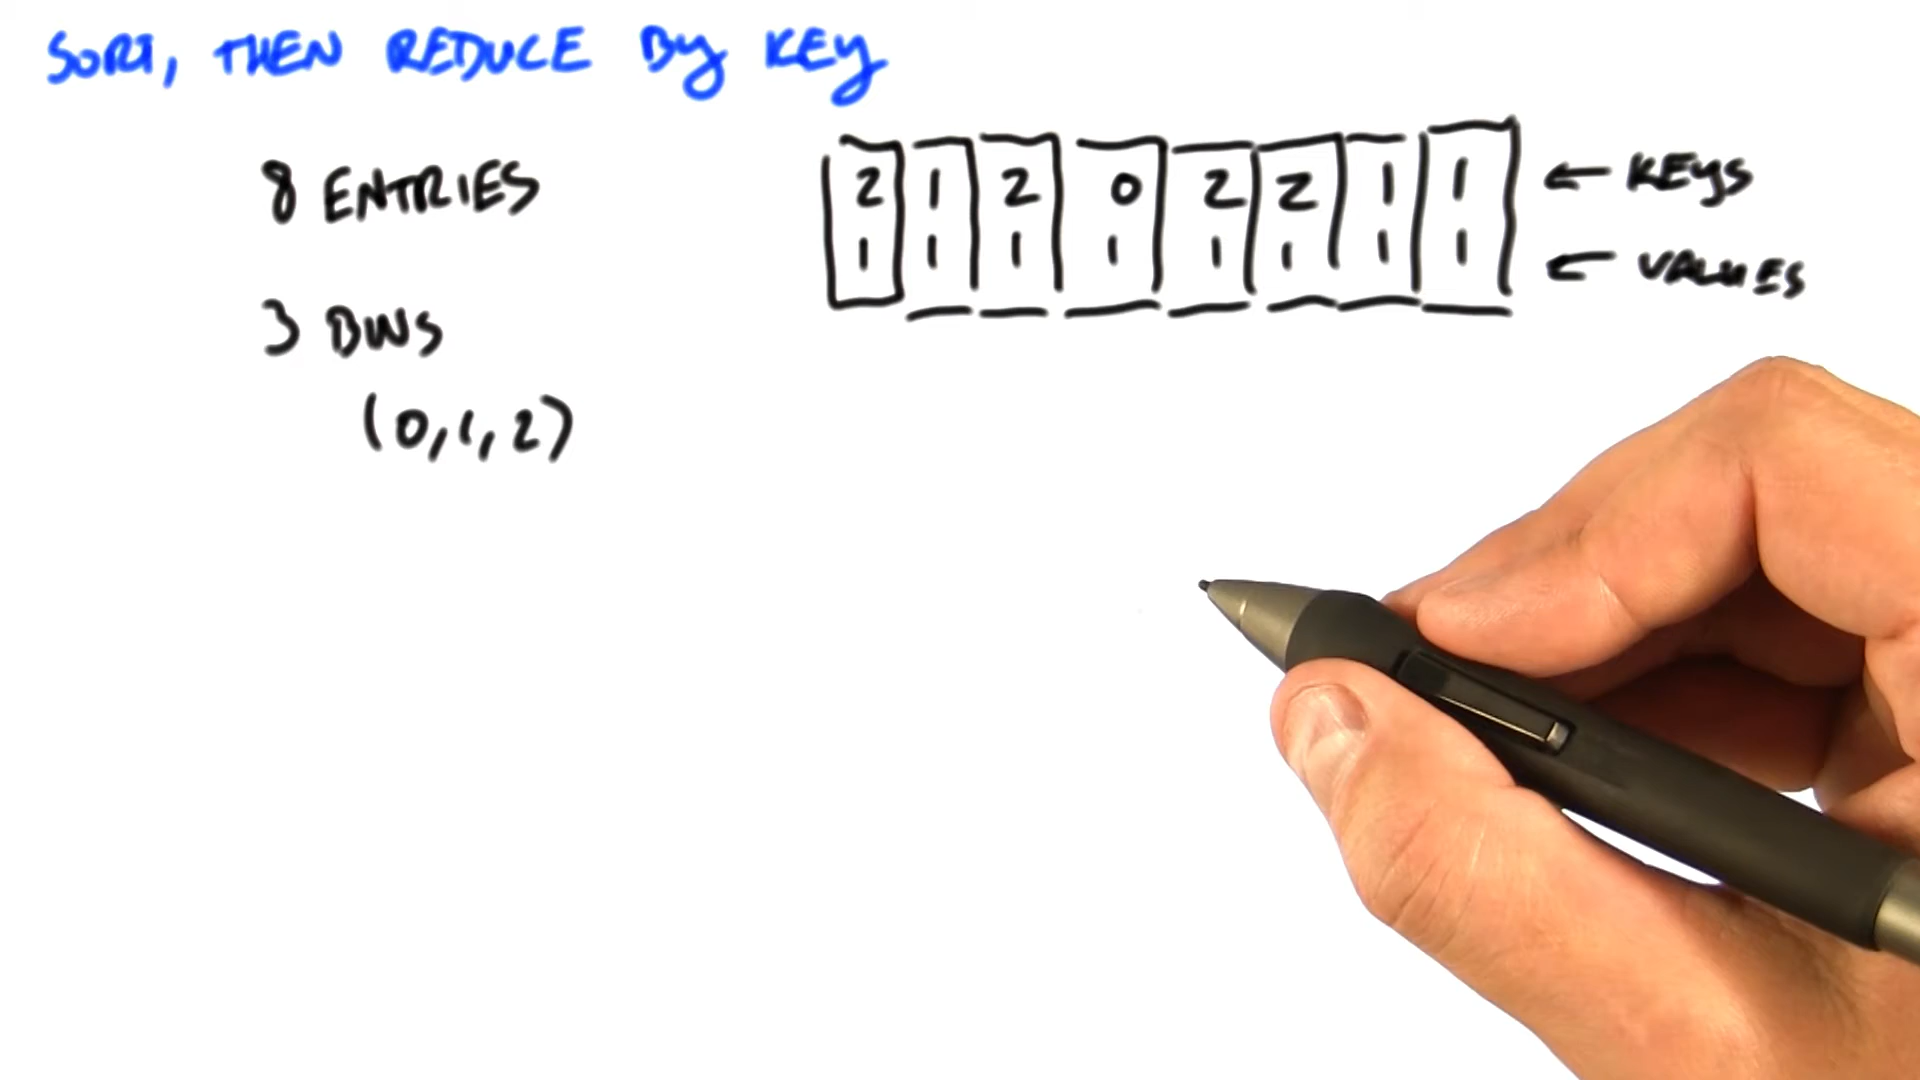 SORT, THEN REDUCE By KEy
8 ENTRIES
2 1 2 0 2 2 1 1 ← KEys
1 1 1 1 1 1 1 1 ← VALUES
3 BINS
(0,1,2)